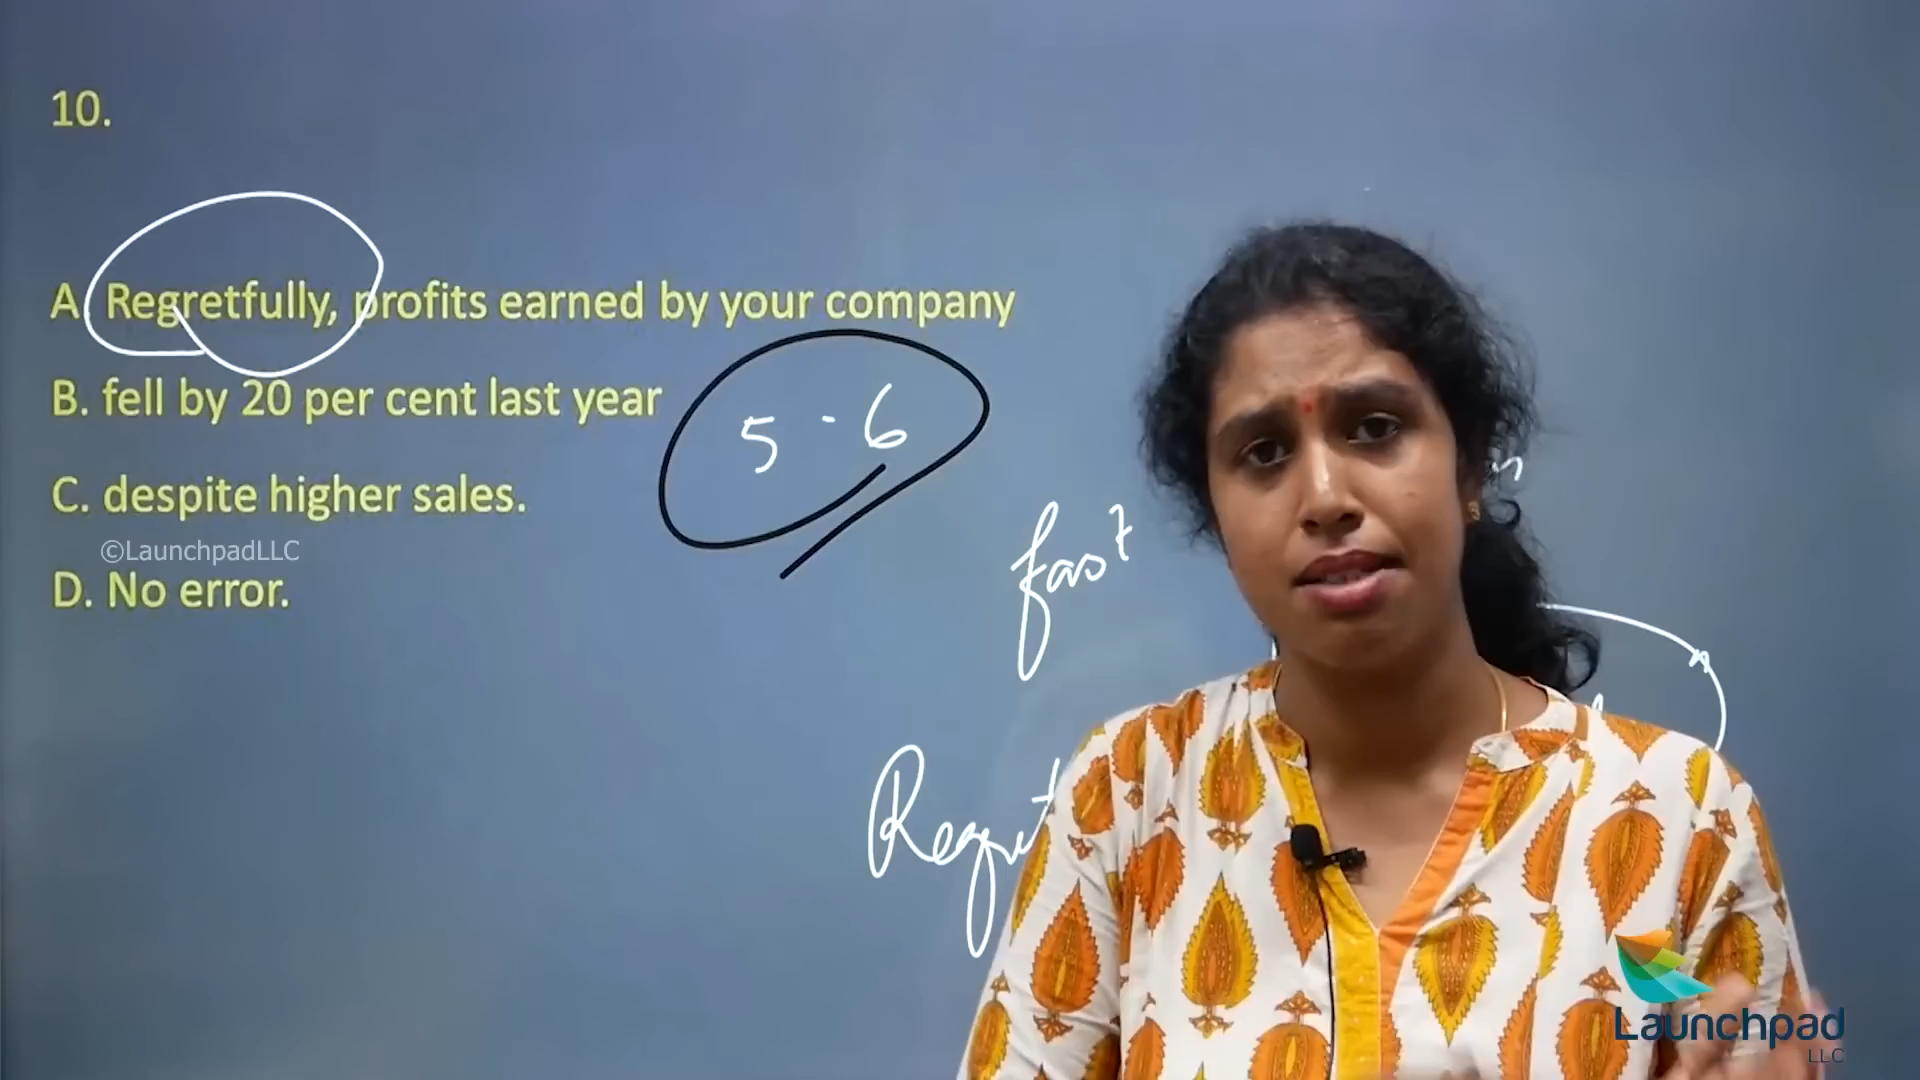 10.
A. Regretfully, profits earned by your company
B. fell by 20 per cent last year
5 - 6
C. despite higher sales.
©LaunchpadLLC
D. No error.
fast
Launchpad
LLC